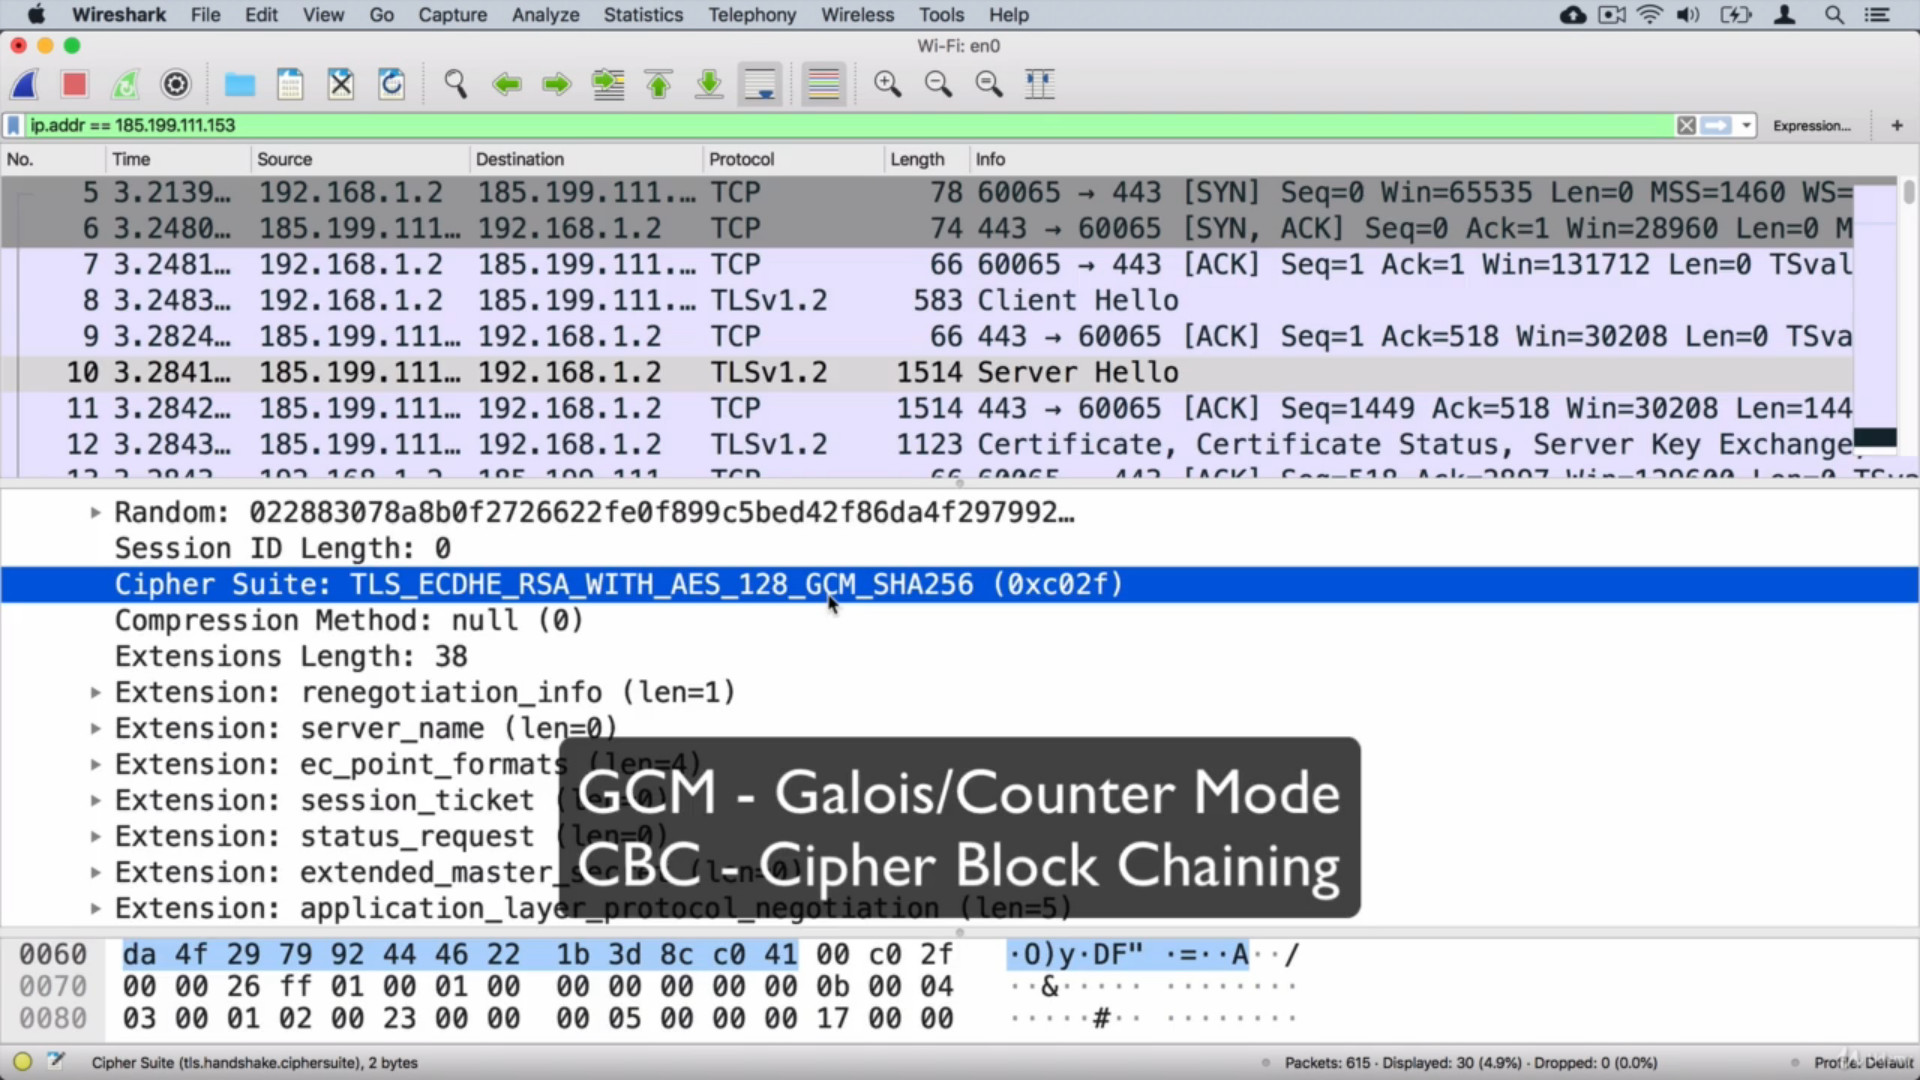 Wireshark File Edit View Go Capture Analyze Statistics Telephony Wireless Tools Help
Wi-Fi: en0
ip.addr == 185.199.111.153 Expression... +
No. Time Source Destination Protocol Length Info
5 3.2139… 192.168.1.2 185.199.111.… TCP 78 60065 → 443 [SYN] Seq=0 Win=65535 Len=0 MSS=1460 WS=
6 3.2480… 185.199.111… 192.168.1.2 TCP 74 443 → 60065 [SYN, ACK] Seq=0 Ack=1 Win=28960 Len=0 M
7 3.2481… 192.168.1.2 185.199.111.… TCP 66 60065 → 443 [ACK] Seq=1 Ack=1 Win=131712 Len=0 TSval
8 3.2483… 192.168.1.2 185.199.111.… TLSv1.2 583 Client Hello
9 3.2824… 185.199.111… 192.168.1.2 TCP 66 443 → 60065 [ACK] Seq=1 Ack=518 Win=30208 Len=0 TSva
10 3.2841… 185.199.111… 192.168.1.2 TLSv1.2 1514 Server Hello
11 3.2842… 185.199.111… 192.168.1.2 TCP 1514 443 → 60065 [ACK] Seq=1449 Ack=518 Win=30208 Len=144
12 3.2843… 185.199.111… 192.168.1.2 TLSv1.2 1123 Certificate, Certificate Status, Server Key Exchange,
Random: 022883078a8b0f2726622fe0f899c5bed42f86da4f297992…
Session ID Length: 0
Cipher Suite: TLS_ECDHE_RSA_WITH_AES_128_GCM_SHA256 (0xc02f)
Compression Method: null (0)
Extensions Length: 38
Extension: renegotiation_info (len=1)
Extension: server_name (len=0)
Extension: ec_point_formats (len=4)
Extension: session_ticket (len=0)
Extension: status_request (len=0)
Extension: extended_master_secret (len=0)
Extension: application_layer_protocol_negotiation (len=5)
GCM - Galois/Counter Mode
CBC - Cipher Block Chaining
0060 da 4f 29 79 92 44 46 22 1b 3d 8c c0 41 00 c0 2f ·O)y·DF" ·=··A··/
0070 00 00 26 ff 01 00 01 00 00 00 00 00 00 0b 00 04 ··&····· ········
0080 03 00 01 02 00 23 00 00 00 05 00 00 00 17 00 00 ·····#·· ········
Cipher Suite (tls.handshake.ciphersuite), 2 bytes Packets: 615 · Displayed: 30 (4.9%) · Dropped: 0 (0.0%) Profile: Default